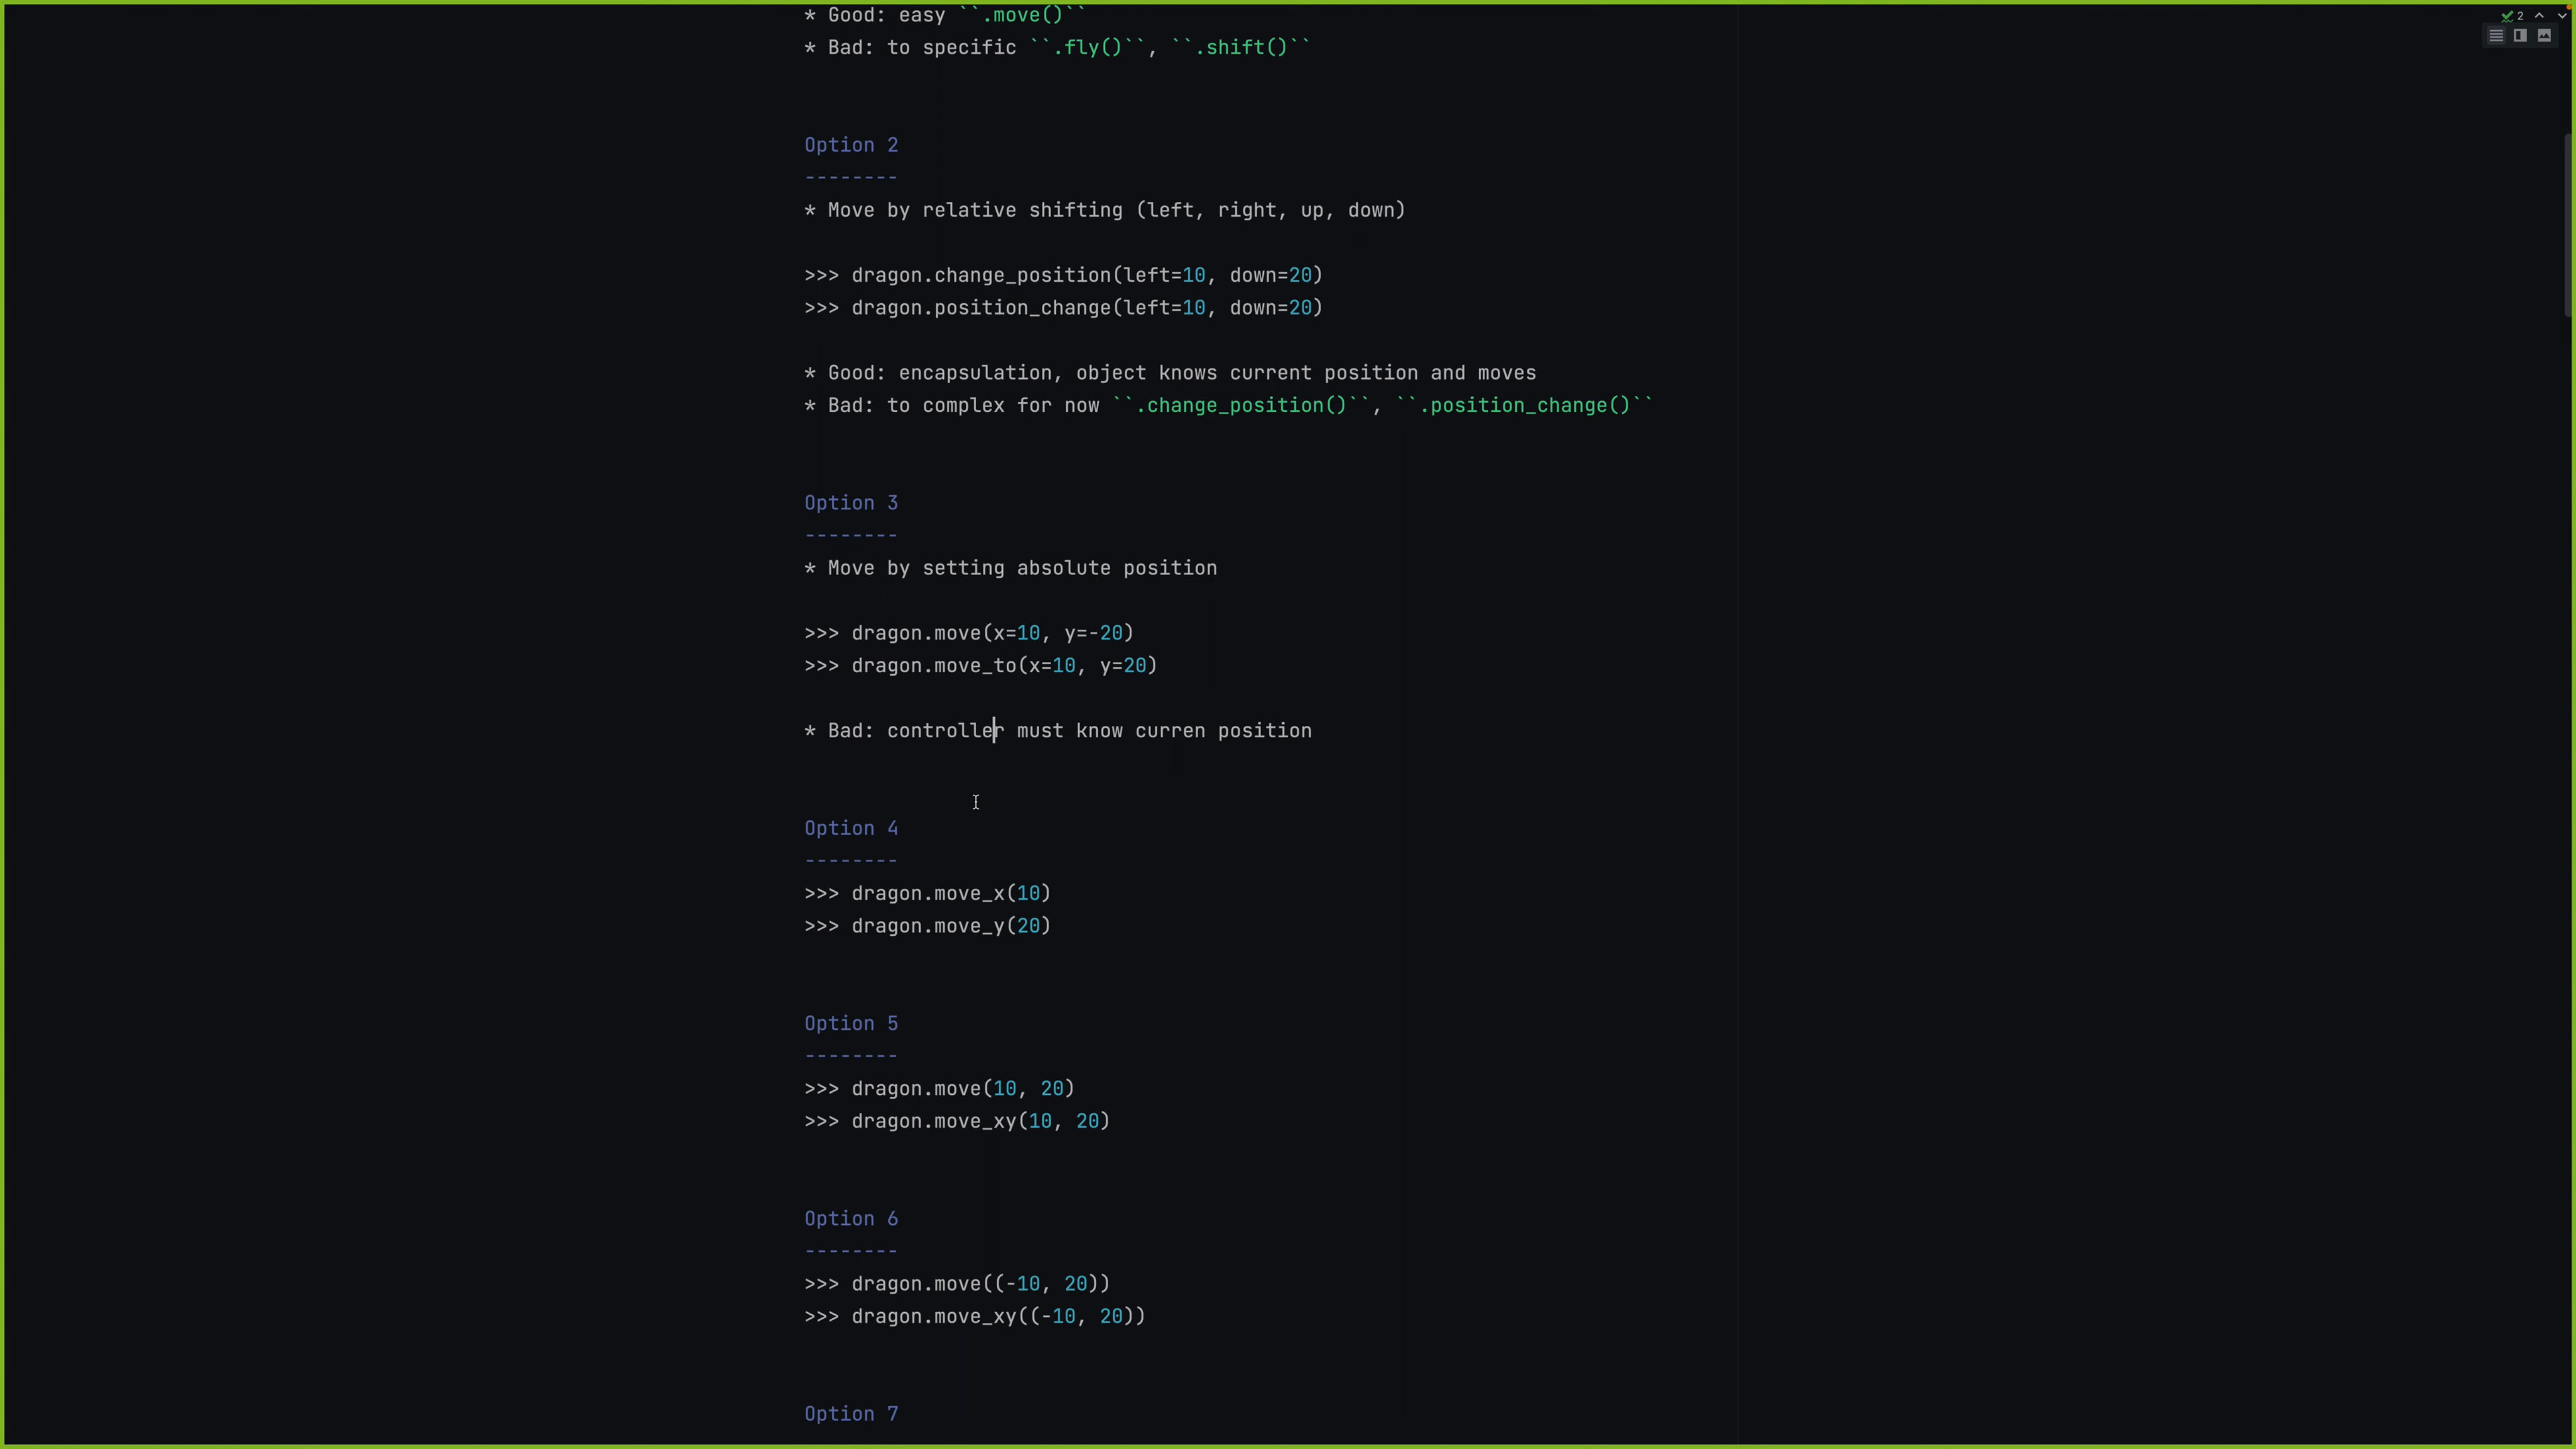 * Good: easy ``.move()``
* Bad: to specific ``.fly()``, ``.shift()``
2
Option 2
--------
* Move by relative shifting (left, right, up, down)
>>> dragon.change_position(left=10, down=20)
>>> dragon.position_change(left=10, down=20)
* Good: encapsulation, object knows current position and moves
* Bad: to complex for now ``.change_position()``, ``.position_change()``
Option 3
--------
* Move by setting absolute position
>>> dragon.move(x=10, y=-20)
>>> dragon.move_to(x=10, y=20)
* Bad: controller must know curren position
Option 4
--------
>>> dragon.move_x(10)
>>> dragon.move_y(20)
Option 5
--------
>>> dragon.move(10, 20)
>>> dragon.move_xy(10, 20)
Option 6
--------
>>> dragon.move((-10, 20))
>>> dragon.move_xy((-10, 20))
Option 7